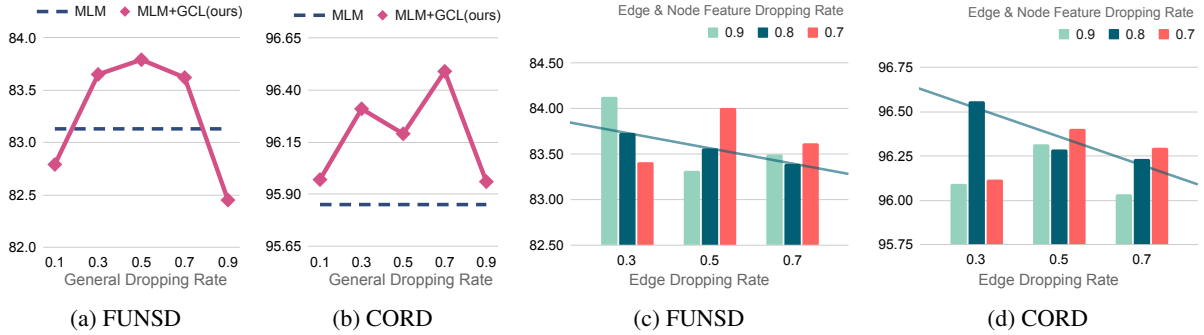 MLM
MLM+GCL(ours)
84.0
83.5
83.0
82.5
82.0
0.1 0.3 0.5 0.7 0.9
General Dropping Rate
(a) FUNSD
MLM
MLM+GCL(ours)
96.65
96.40
96.15
95.90
95.65
0.1 0.3 0.5 0.7 0.9
General Dropping Rate
(b) CORD
Edge & Node Feature Dropping Rate
0.9 0.8 0.7
84.50
84.00
83.50
83.00
82.50
0.3 0.5 0.7
Edge Dropping Rate
(c) FUNSD
Edge & Node Feature Dropping Rate
0.9 0.8 0.7
96.75
96.50
96.25
96.00
95.75
0.3 0.5 0.7
Edge Dropping Rate
(d) CORD